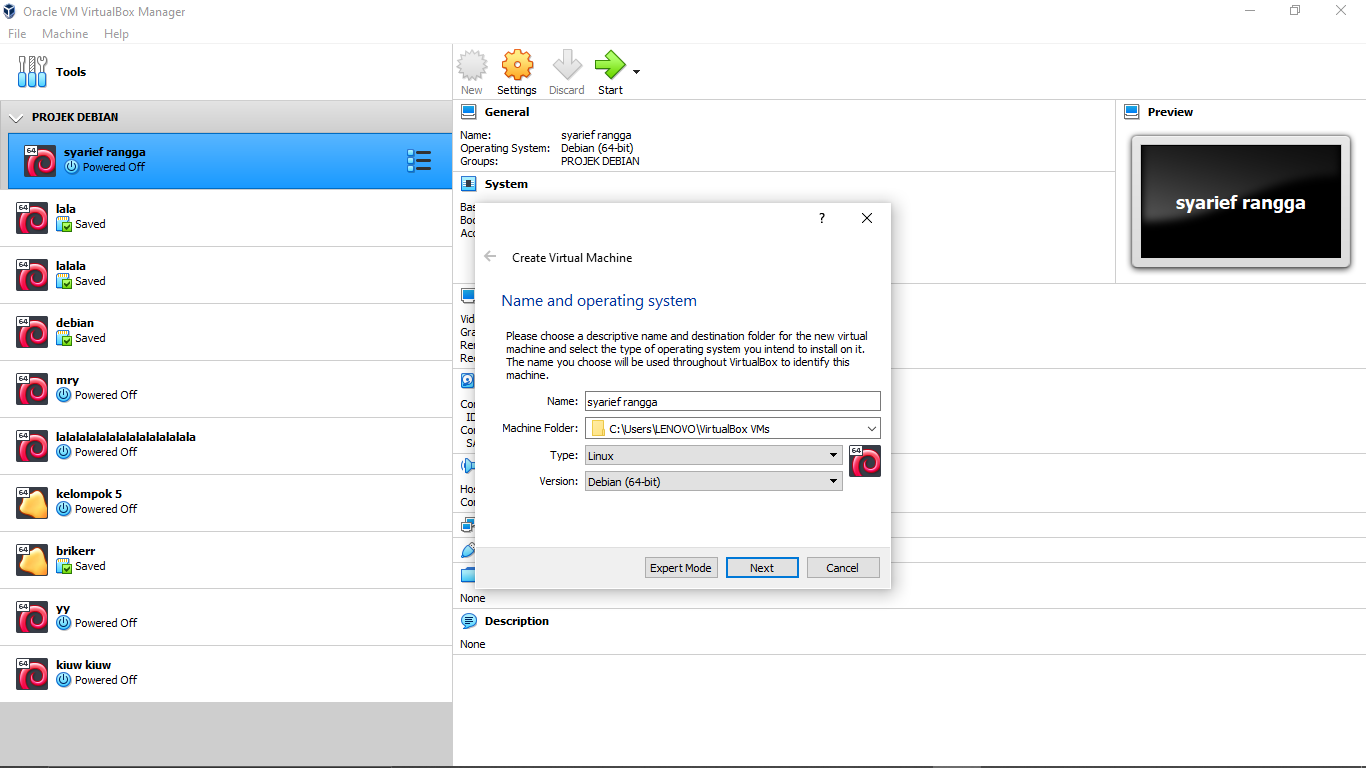 Oracle VM VirtualBox Manager
File Machine Help
Tools
New Settings Discard Start
PROJEK DEBIAN
64 syarief rangga
Powered Off
64 lala
Saved
64 lalala
Saved
64 debian
Saved
64 mry
Powered Off
64 lalalalalalalalalalalalala
Powered Off
64 kelompok 5
Powered Off
64 brikerr
Saved
64 yy
Powered Off
64 kiuw kiuw
Powered Off
General
Name: syarief rangga
Operating System: Debian (64-bit)
Groups: PROJEK DEBIAN
System
Bas
Boo
Acc
Vid
Gra
Ren
Rec
Con
ID
Con
SA
Hos
Con
None
Description
None
Preview
syarief rangga
?
Create Virtual Machine
Name and operating system
Please choose a descriptive name and destination folder for the new virtual
machine and select the type of operating system you intend to install on it.
The name you choose will be used throughout VirtualBox to identify this
machine.
Name: syarief rangga
Machine Folder: C:\Users\LENOVO\VirtualBox VMs
Type: Linux
64
Version: Debian (64-bit)
Expert Mode Next Cancel